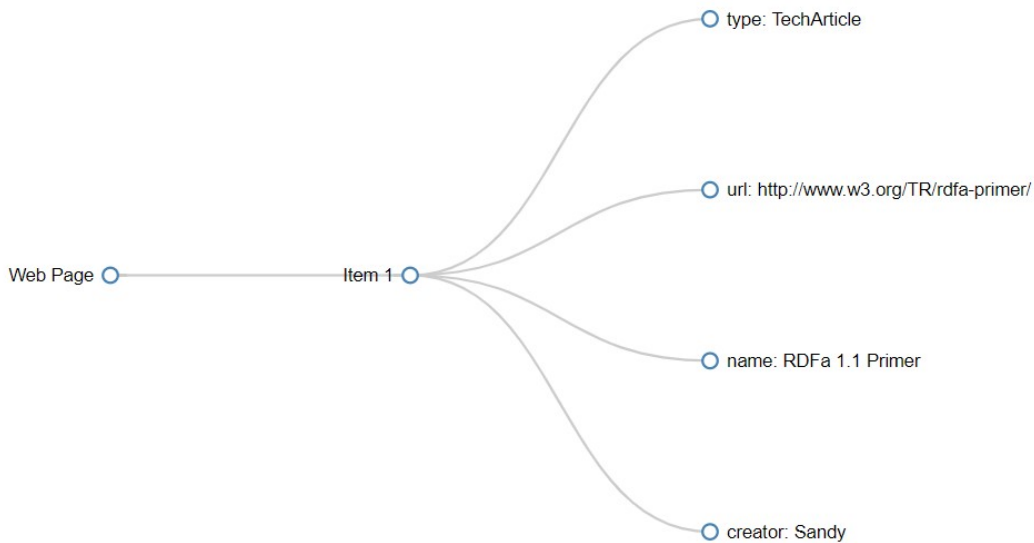 type: TechArticle
url: http://www.w3.org/TR/rdfa-primer/
Web Page
Item 1
name: RDFa 1.1 Primer
creator: Sandy